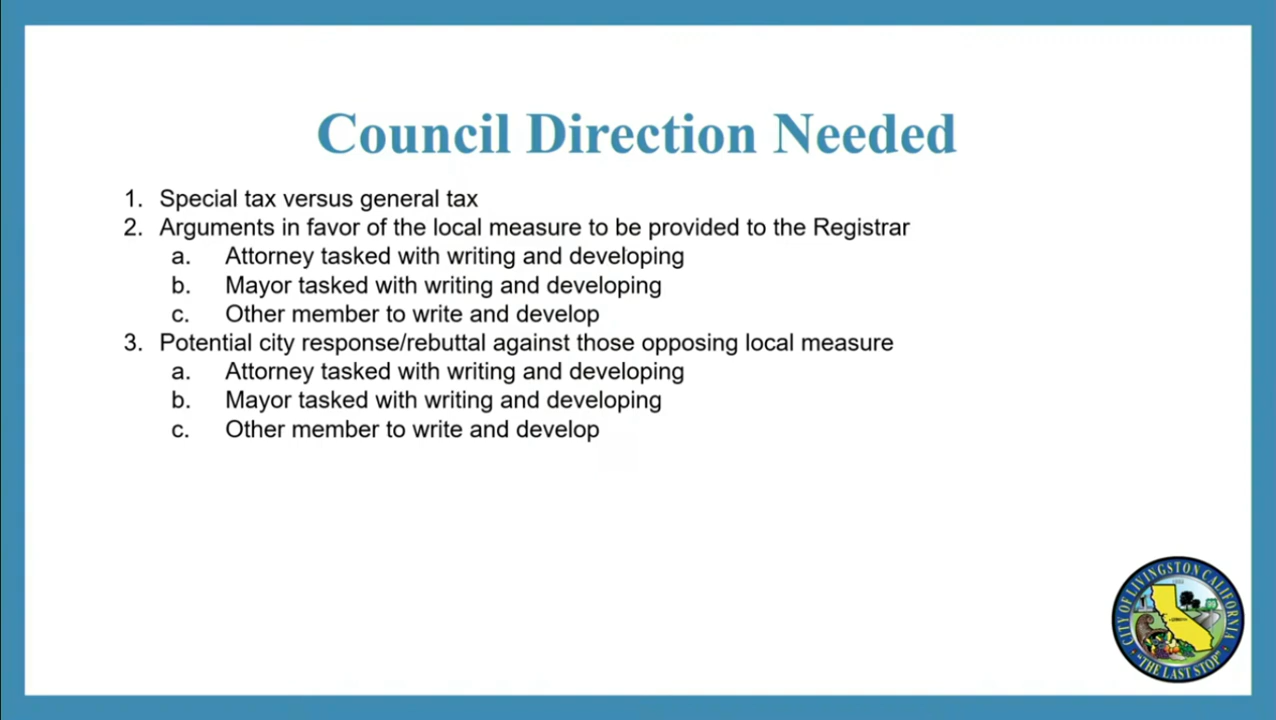 Council Direction Needed
1. Special tax versus general tax
2. Arguments in favor of the local measure to be provided to the Registrar
a. Attorney tasked with writing and developing
b. Mayor tasked with writing and developing
c. Other member to write and develop
3. Potential city response/rebuttal against those opposing local measure
a. Attorney tasked with writing and developing
b. Mayor tasked with writing and developing
c. Other member to write and develop
CITY OF LIVINGSTON CALIFORNIA
"THE LAST STOP"